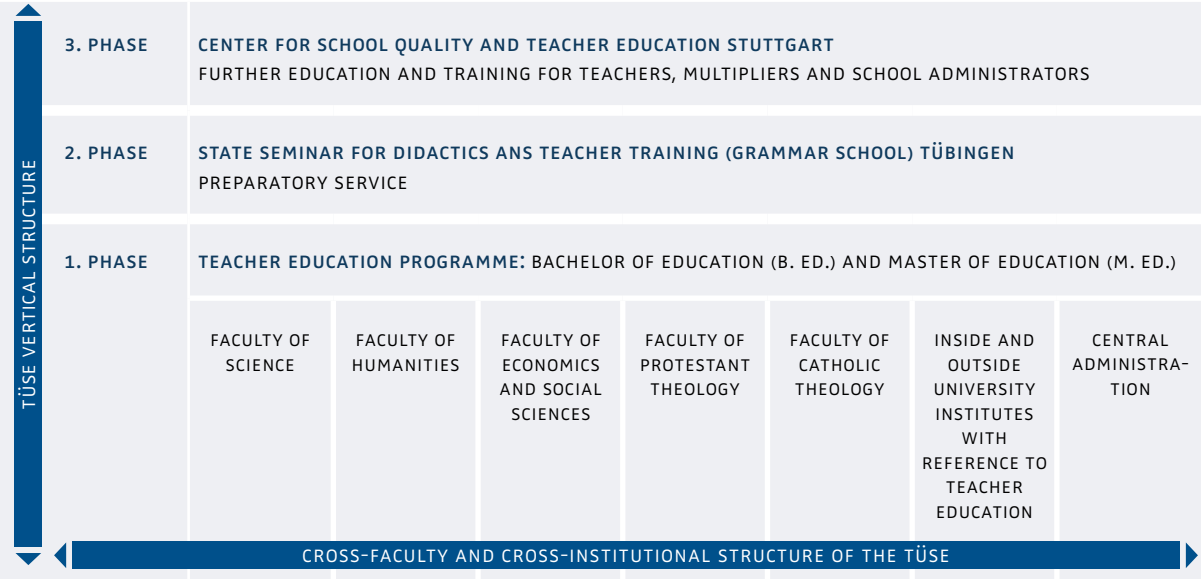 3. PHASE
CENTER FOR SCHOOL QUALITY AND TEACHER EDUCATION STUTTGART
FURTHER EDUCATION AND TRAINING FOR TEACHERS, MULTIPLIERS AND SCHOOL ADMINISTRATORS
2. PHASE
STATE SEMINAR FOR DIDACTICS ANS TEACHER TRAINING (GRAMMAR SCHOOL) TÜBINGEN
PREPARATORY SERVICE
1. PHASE
TEACHER EDUCATION PROGRAMME: BACHELOR OF EDUCATION (B. ED.) AND MASTER OF EDUCATION (M. ED.)
FACULTY OF
SCIENCE
FACULTY OF
HUMANITIES
FACULTY OF
ECONOMICS
AND SOCIAL
SCIENCES
FACULTY OF
PROTESTANT
THEOLOGY
FACULTY OF
CATHOLIC
THEOLOGY
INSIDE AND
OUTSIDE
UNIVERSITY
INSTITUTES
WITH
REFERENCE TO
TEACHER
EDUCATION
CENTRAL
ADMINISTRA-
TION
TÜSE VERTICAL STRUCTURE
CROSS-FACULTY AND CROSS-INSTITUTIONAL STRUCTURE OF THE TÜSE